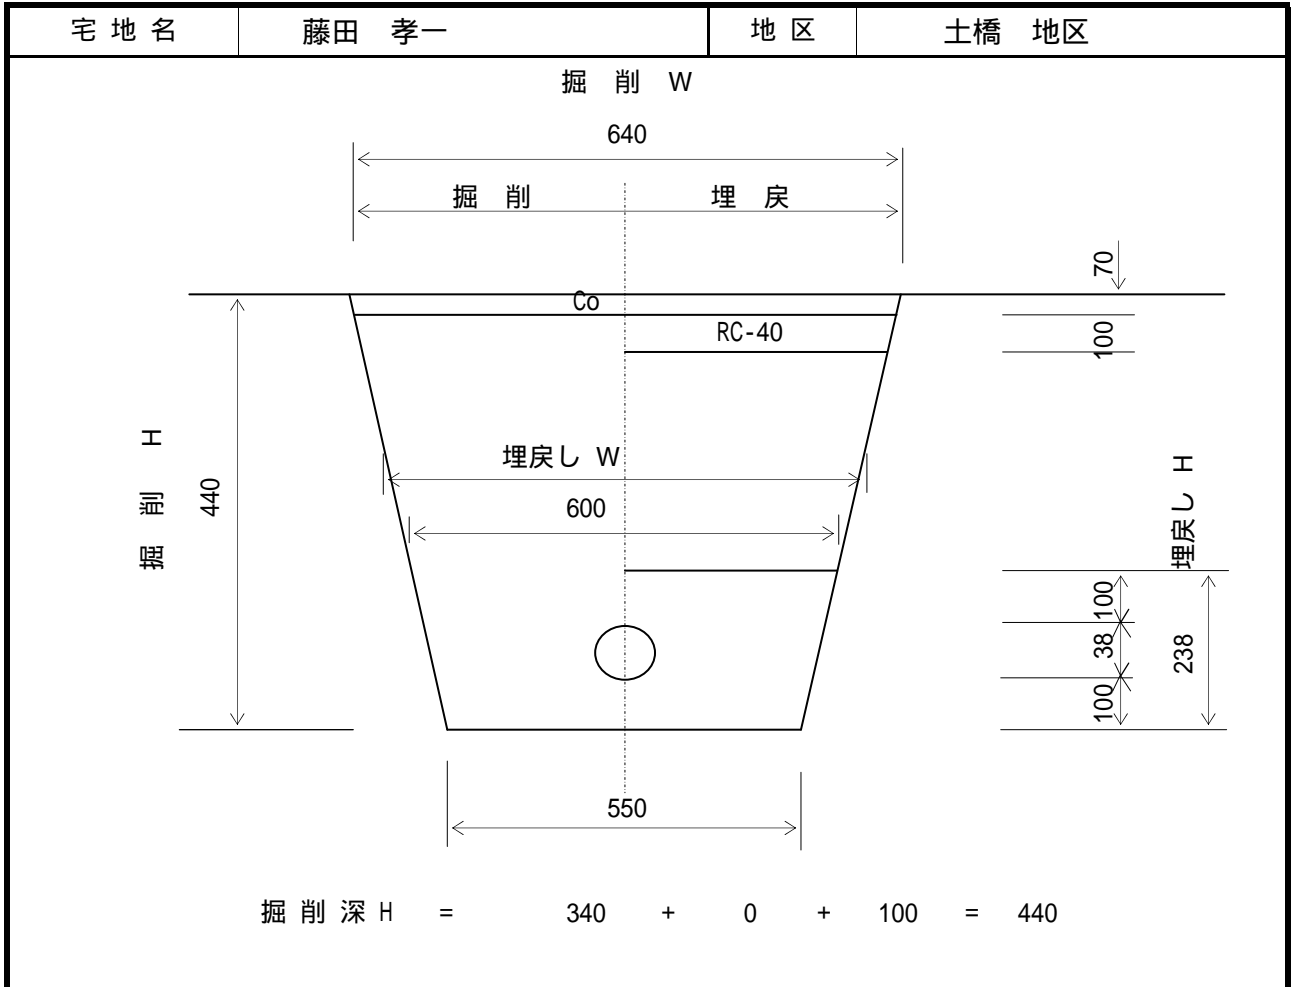 宅 地 名 藤田 孝一 地 区 土橋 地区
掘 削 W
640
掘 削 埋 戻
70
Co
RC-40
100
埋戻し W
600
掘 削 H
440
埋戻し H
100
38
100
238
550
掘 削 深 H = 340 + 0 + 100 = 440